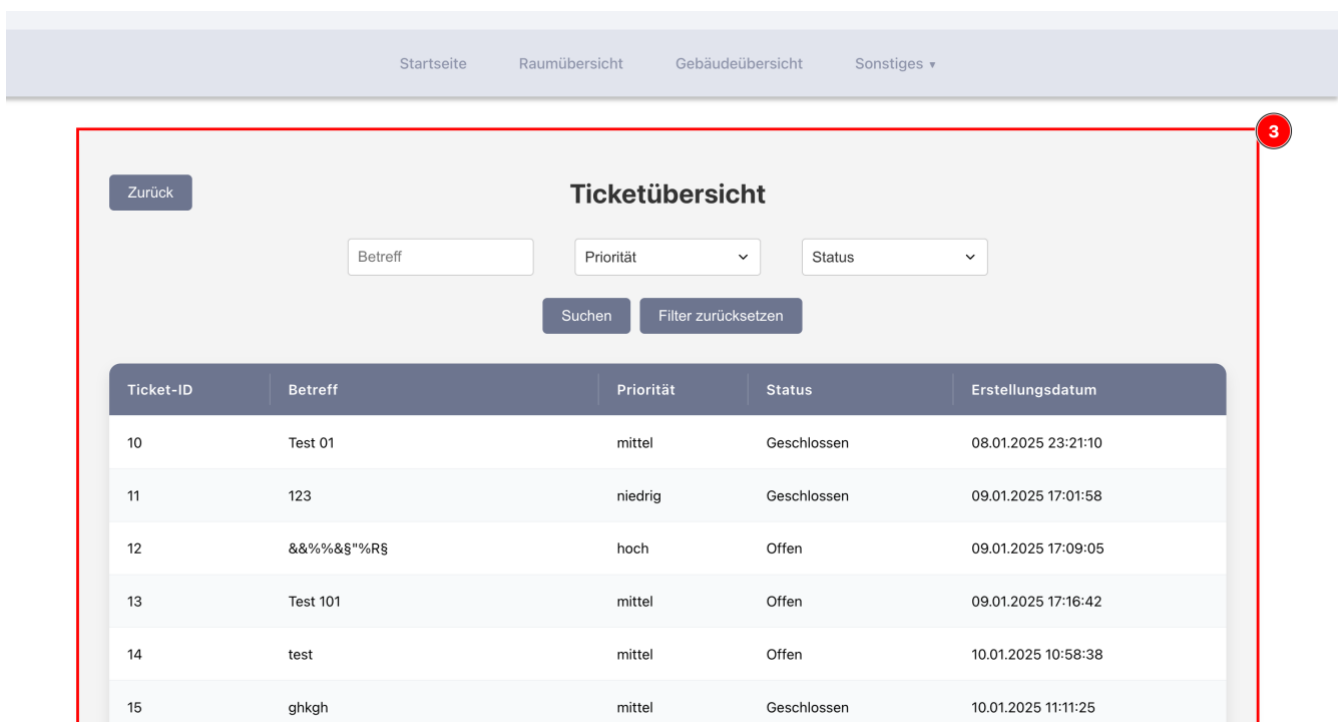 Startseite Raumübersicht Gebäudeübersicht Sonstiges ▾
3
Zurück Ticketübersicht
Betreff Priorität Status
Suchen Filter zurücksetzen
Ticket-ID Betreff Priorität Status Erstellungsdatum
10 Test 01 mittel Geschlossen 08.01.2025 23:21:10
11 123 niedrig Geschlossen 09.01.2025 17:01:58
12 &&%%&§"%R§ hoch Offen 09.01.2025 17:09:05
13 Test 101 mittel Offen 09.01.2025 17:16:42
14 test mittel Offen 10.01.2025 10:58:38
15 ghkgh mittel Geschlossen 10.01.2025 11:11:25